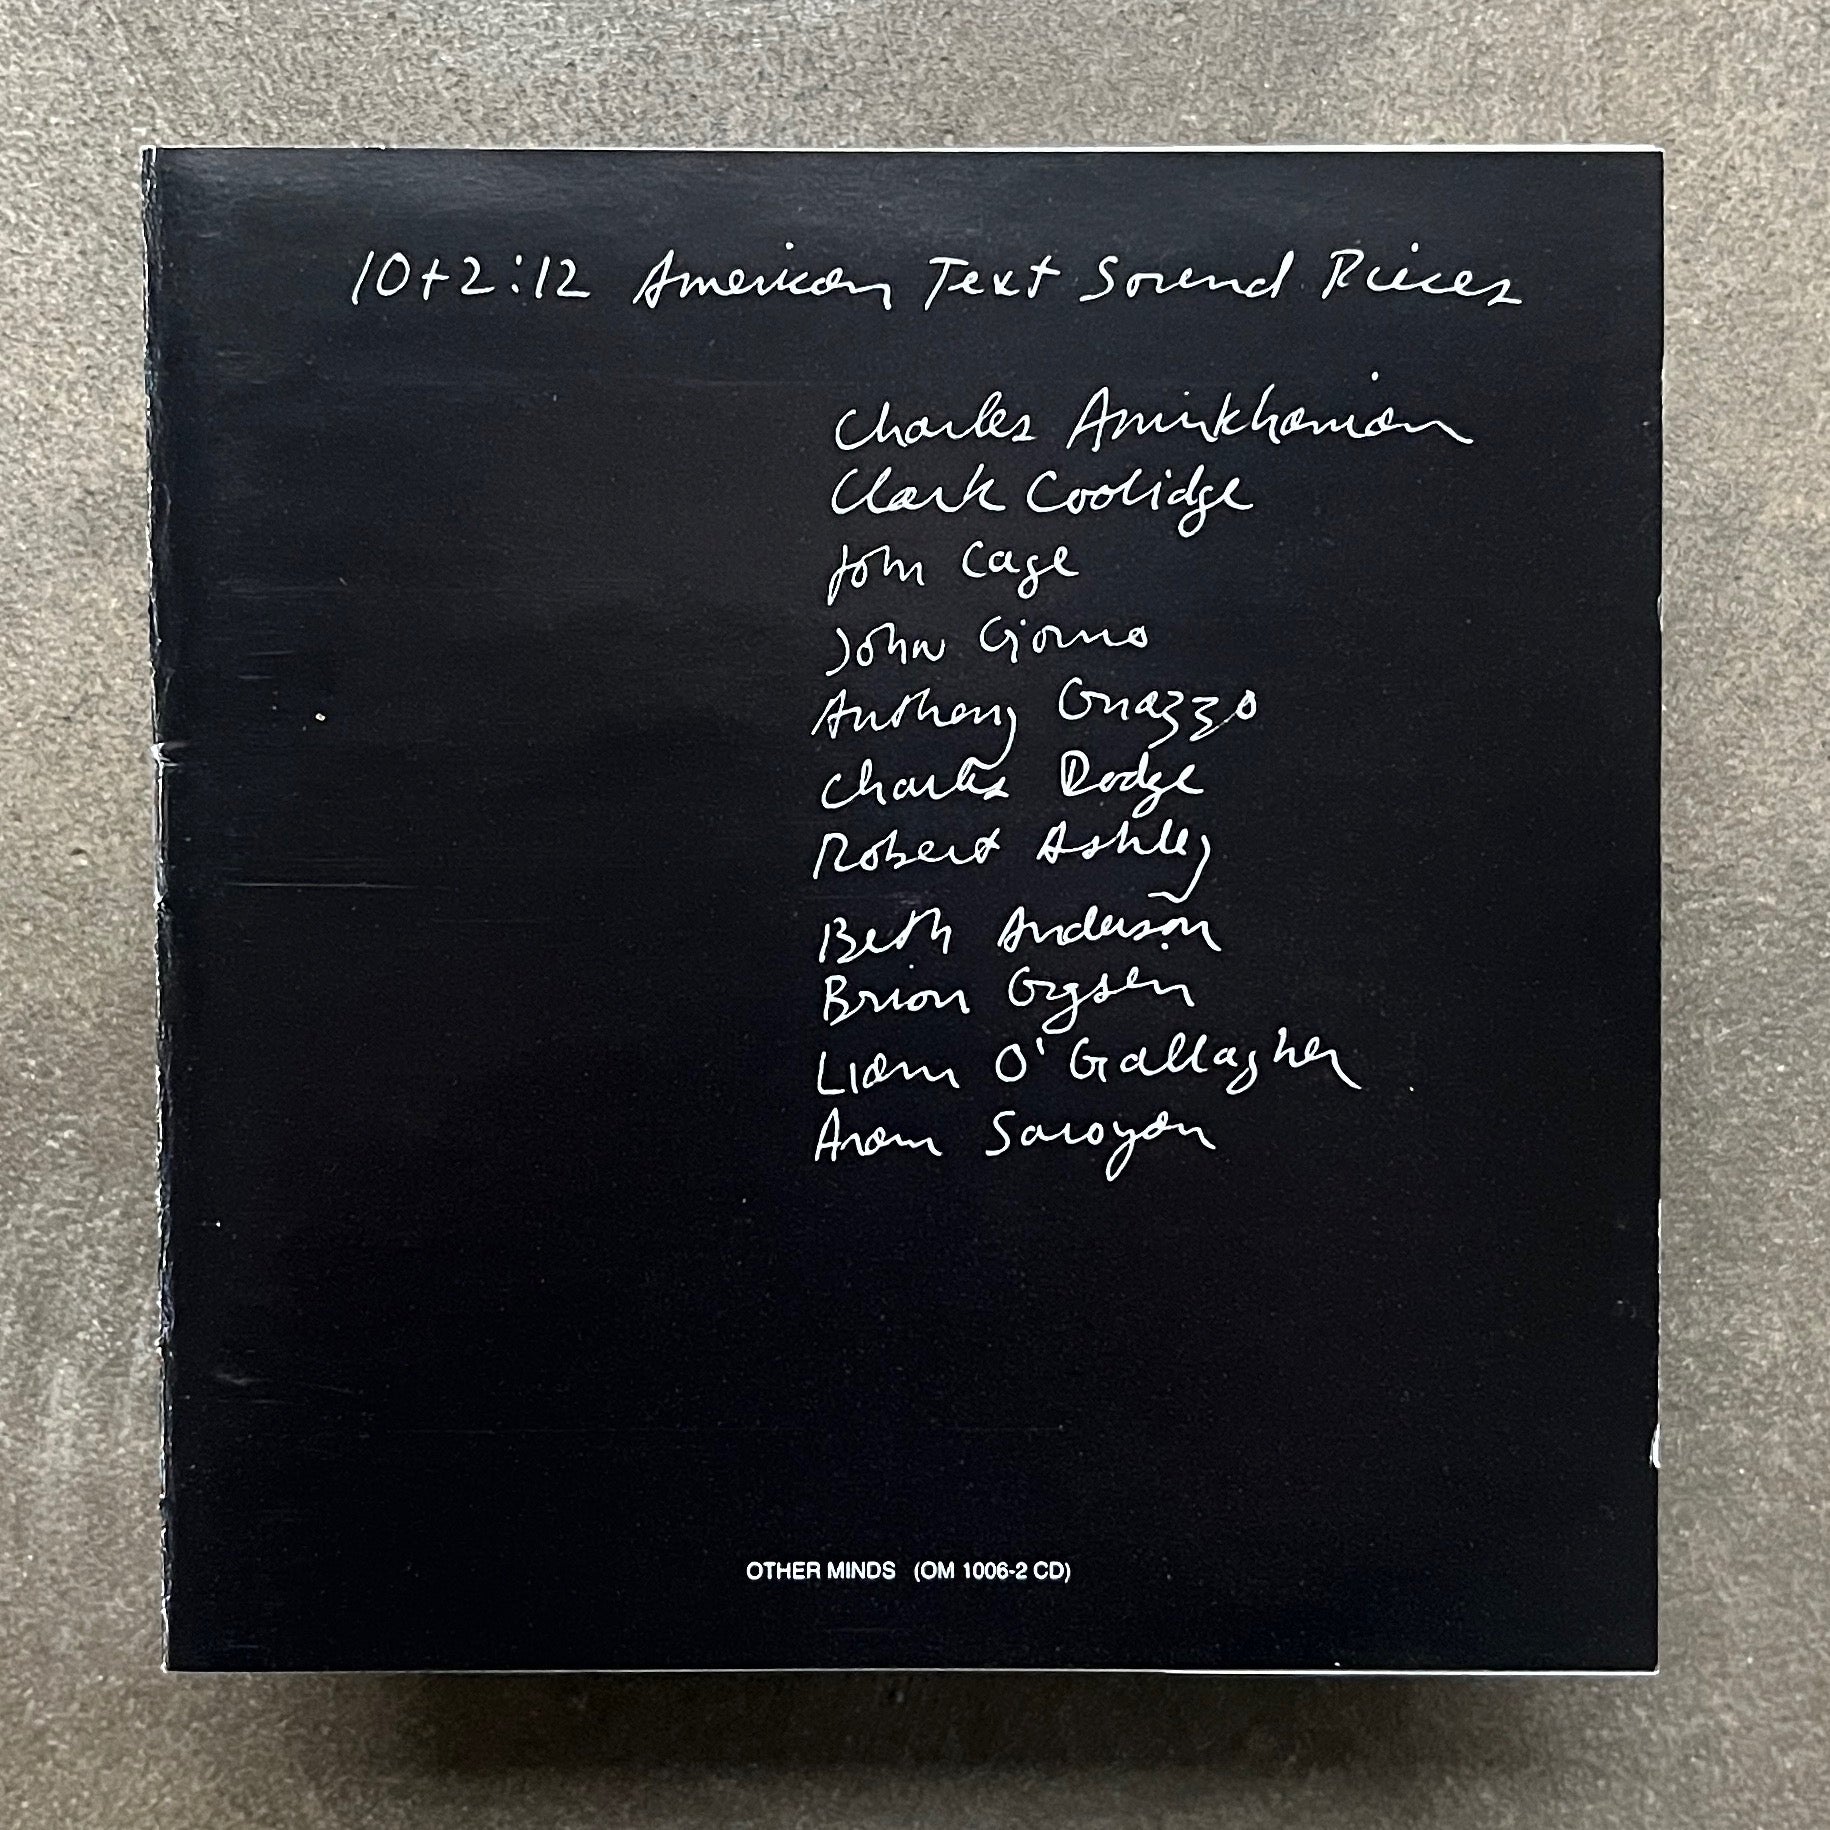 10+2:12 American Text Sound Pieces
Charles Amirkhanian
Clark Coolidge
John Cage
John Giorno
Anthony Gnazzo
Charles Dodge
Robert Ashley
Beth Anderson
Brion Gysin
Liam O'Gallagher
Aram Saroyan
OTHER MINDS (OM 1006-2 CD)